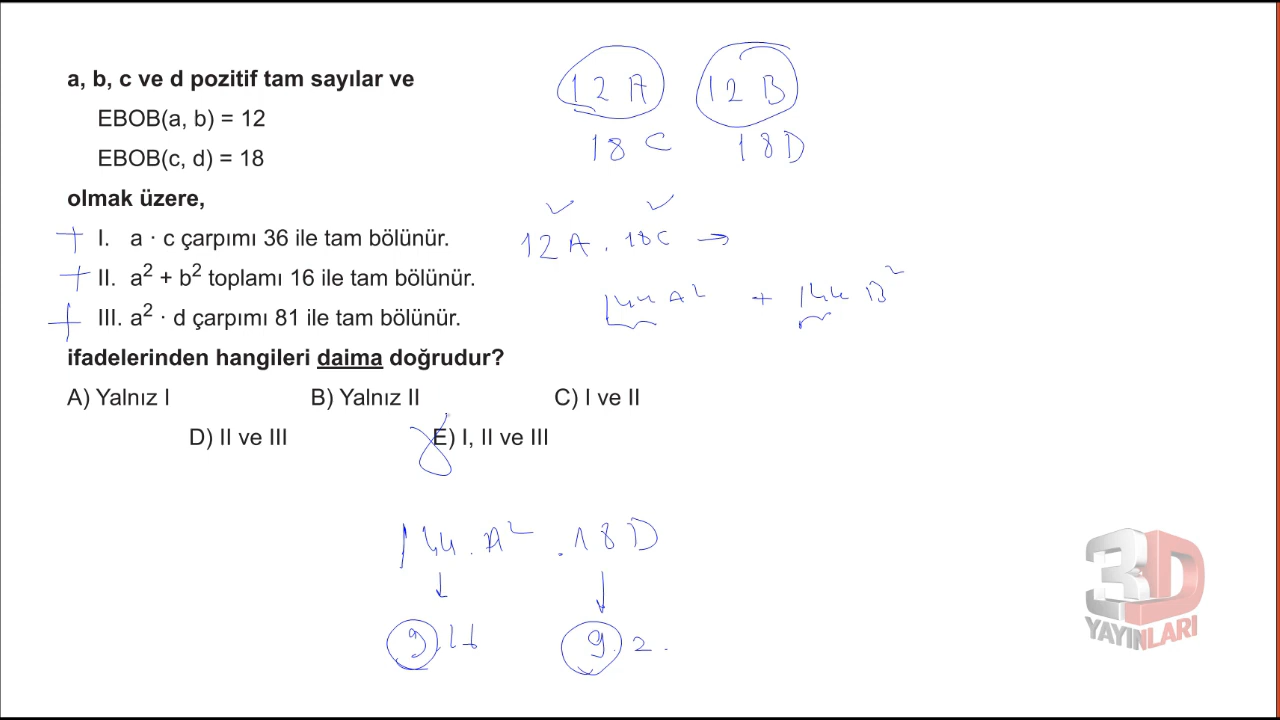 a, b, c ve d pozitif tam sayılar ve
EBOB(a, b) = 12
EBOB(c, d) = 18
olmak üzere,
I. a · c çarpımı 36 ile tam bölünür.
II. a² + b² toplamı 16 ile tam bölünür.
III. a² · d çarpımı 81 ile tam bölünür.
ifadelerinden hangileri daima doğrudur?
A) Yalnız I B) Yalnız II C) I ve II
D) II ve III E) I, II ve III
12A 12B
18C 18D
12A . 18C →
144A² + 144B²
144 . A² . 18D
9.16 9.2.
3D
YAYINLARI